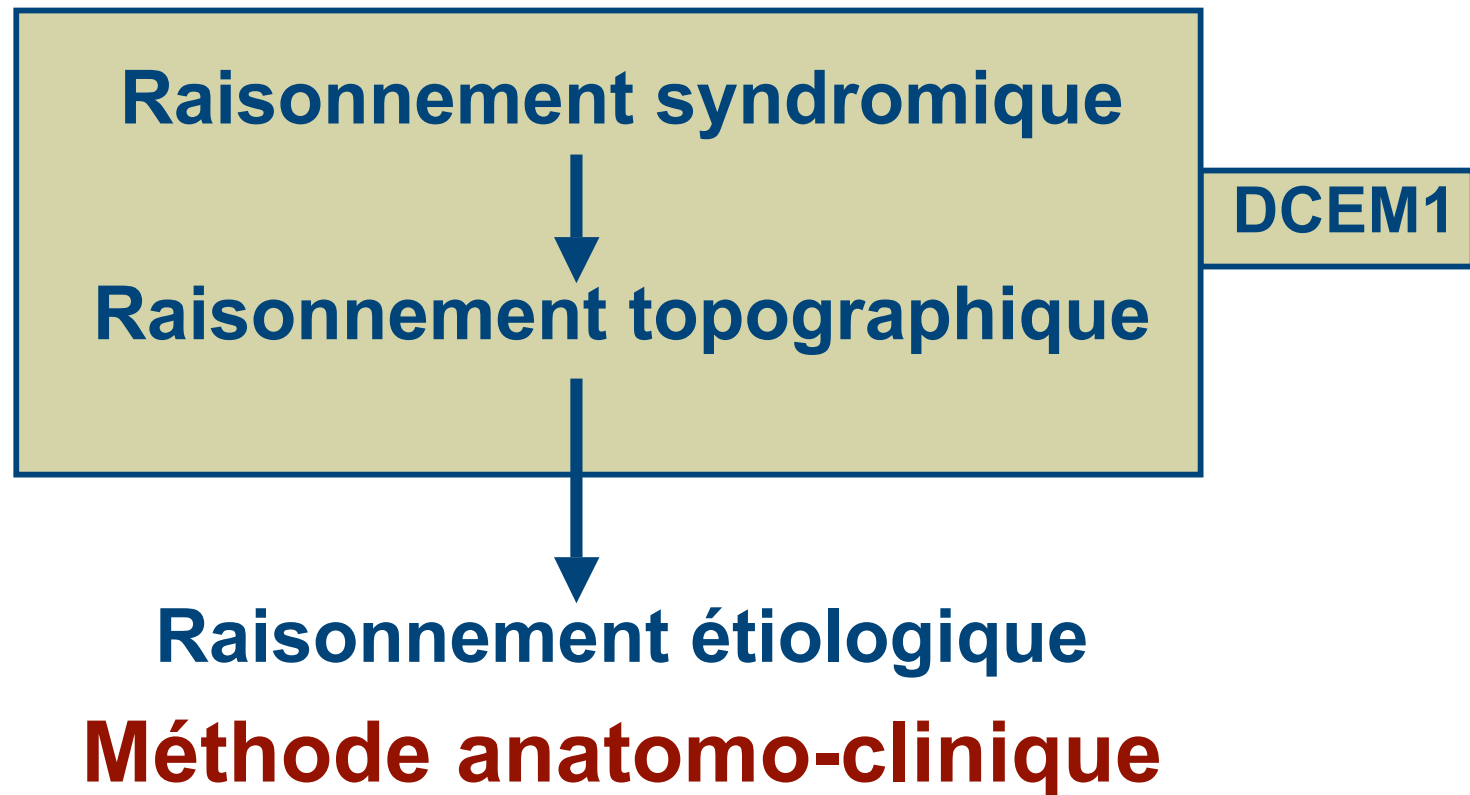 Raisonnement syndromique
DCEM1
Raisonnement topographique
Raisonnement étiologique
Méthode anatomo-clinique